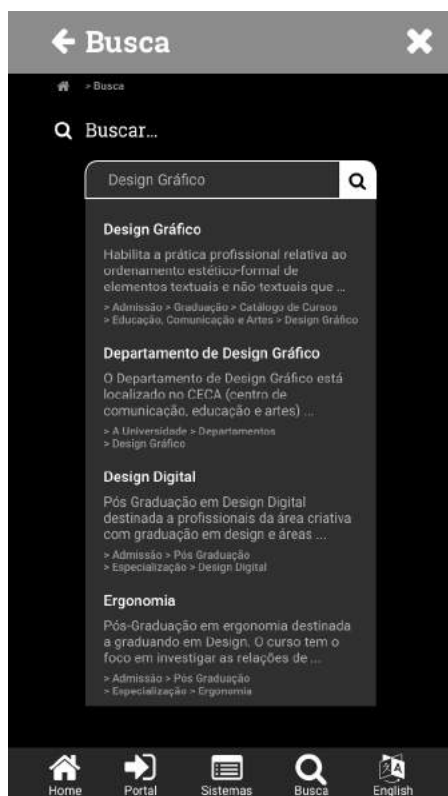 Busca
> Busca
Buscar...
Design Gráfico
Design Gráfico
Habilita a prática profissional relativa ao
ordenamento estético-formal de
elementos textuais e não textuais que ...
> Admissão > Graduação > Catálogo de Cursos
> Educação, Comunicação e Artes > Design Gráfico
Departamento de Design Gráfico
O Departamento de Design Gráfico está
localizado no CECA (centro de
comunicação, educação e artes) ...
> A Universidade > Departamentos
> Design Gráfico
Design Digital
Pós Graduação em Design Digital
destinada a profissionais da área criativa
com graduação em design e áreas ...
> Admissão > Pós Graduação
> Especialização > Design Digital
Ergonomia
Pós-Graduação em ergonomia destinada
a graduando em Design. O curso tem o
foco em investigar as relações de ...
> Admissão > Pós Graduação
> Especialização > Ergonomia
Home Portal Sistemas Busca English